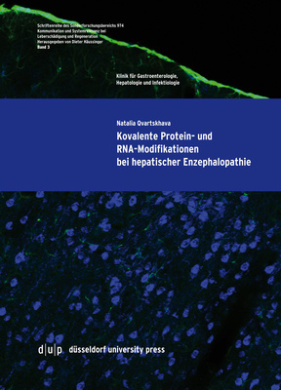 Schriftenreihe des Sonderforschungsbereichs 974
Kommunikation und Systemrelevanz bei
Leberschädigung und Regeneration
Herausgegeben von Dieter Häussinger
Band 3
Klinik für Gastroenterologie,
Hepatologie und Infektiologie
Natalia Qvartskhava
Kovalente Protein- und
RNA-Modifikationen
bei hepatischer Enzephalopathie
d|u|p düsseldorf university press